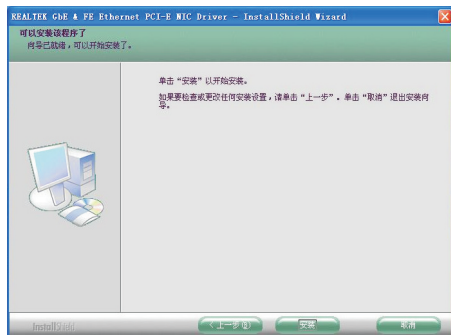 REALTEK GbE & FE Ethernet PCI-E NIC Driver - InstallShield Wizard
可以安装该程序了
向导已就绪，可以开始安装了。
单击“安装”以开始安装。
如果要检查或更改任何安装设置，请单击“上一步”。单击“取消”退出安装向
导。
InstallShield
<上一步(B)
安装
取消